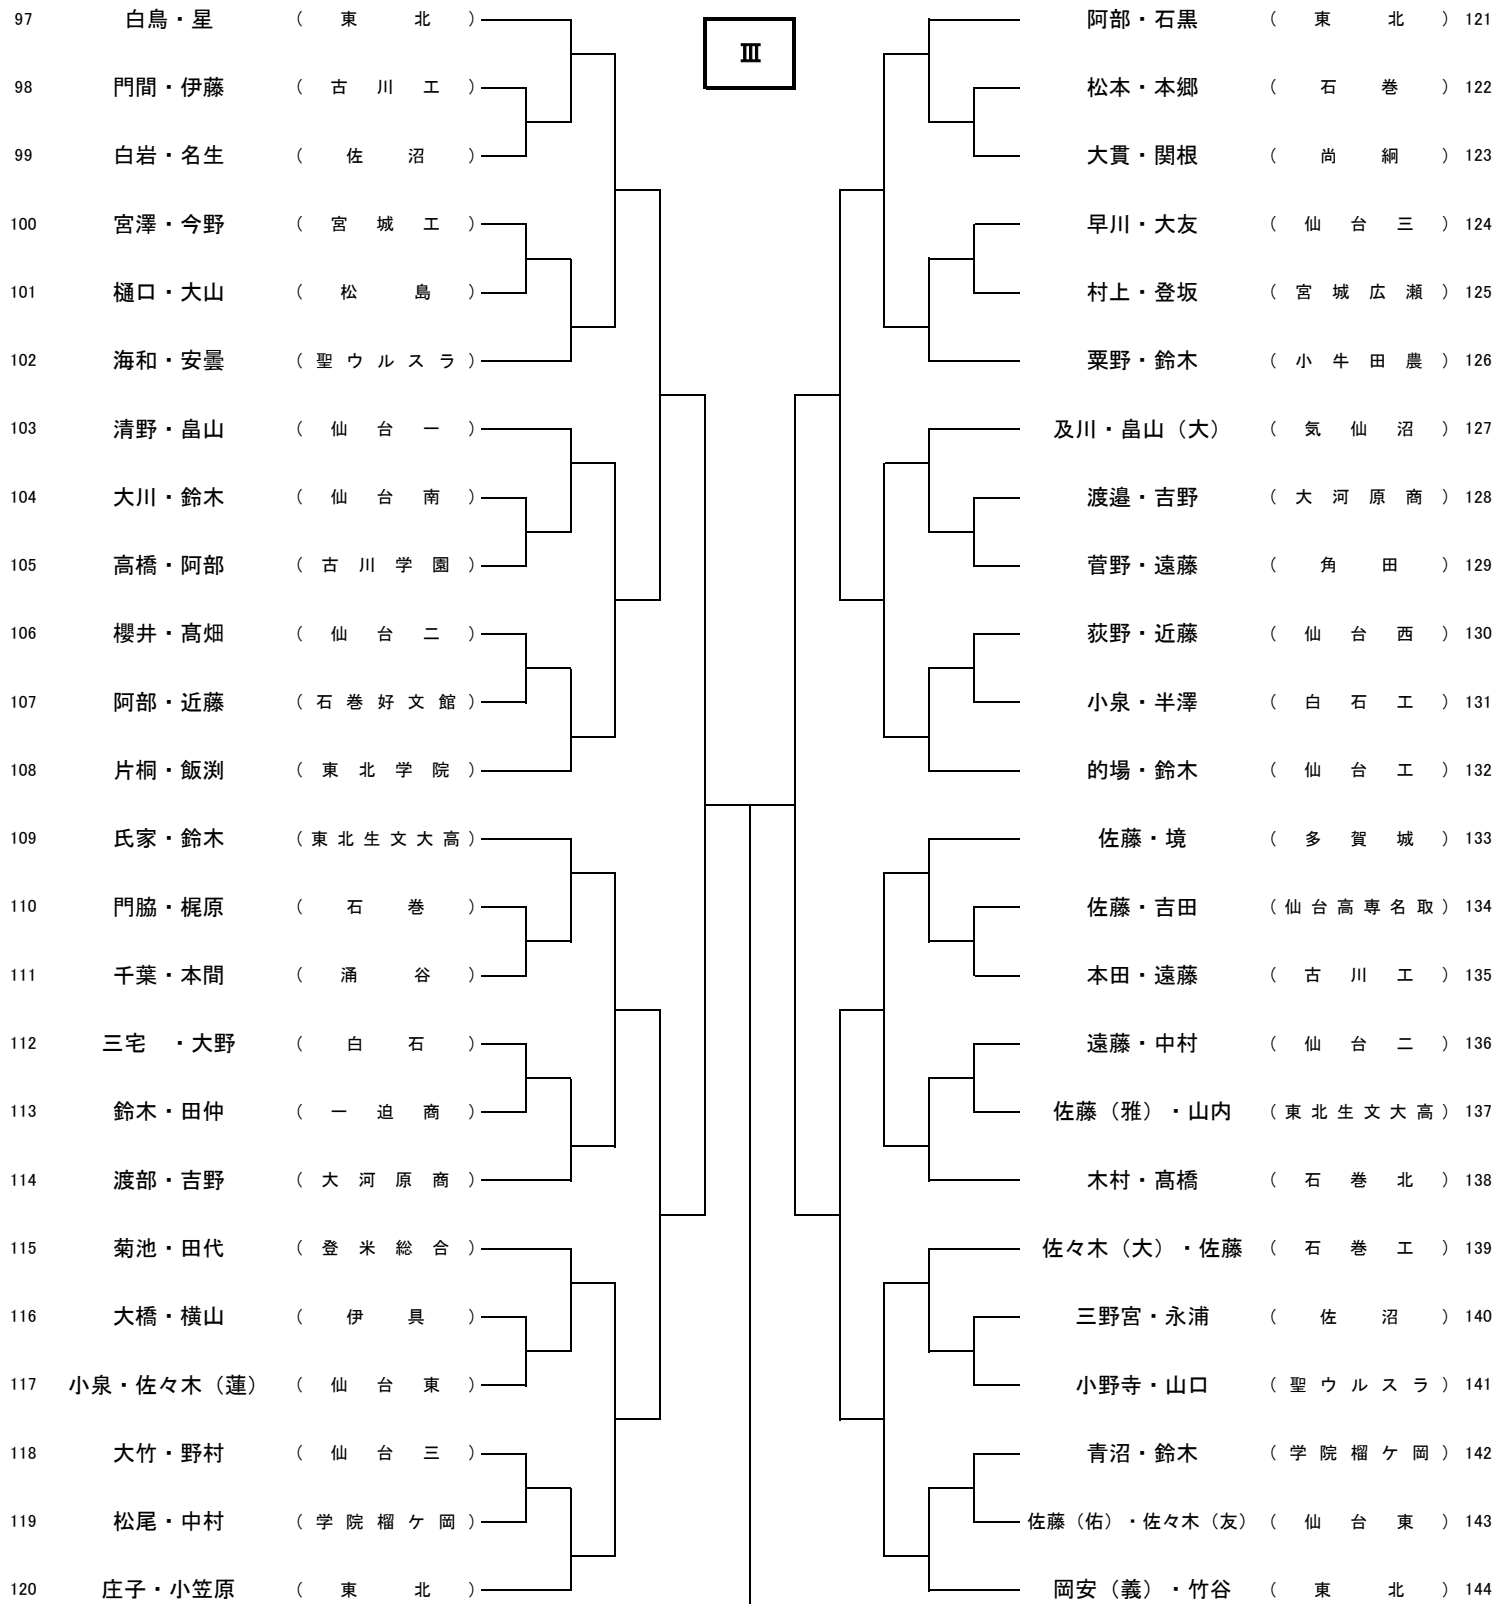 Ⅲ
97 白鳥・星 (東北)
98 門間・伊藤 (古川工)
99 白岩・名生 (佐沼)
100 宮澤・今野 (宮城工)
101 樋口・大山 (松島)
102 海和・安曇 (聖ウルスラ)
103 清野・畠山 (仙台一)
104 大川・鈴木 (仙台南)
105 高橋・阿部 (古川学園)
106 櫻井・髙畑 (仙台二)
107 阿部・近藤 (石巻好文館)
108 片桐・飯渕 (東北学院)
109 氏家・鈴木 (東北生文大高)
110 門脇・梶原 (石巻)
111 千葉・本間 (涌谷)
112 三宅　・大野 (白石)
113 鈴木・田仲 (一迫商)
114 渡部・吉野 (大河原商)
115 菊池・田代 (登米総合)
116 大橋・横山 (伊具)
117 小泉・佐々木（蓮） (仙台東)
118 大竹・野村 (仙台三)
119 松尾・中村 (学院榴ケ岡)
120 庄子・小笠原 (東北)
阿部・石黒 (東北) 121
松本・本郷 (石巻) 122
大貫・関根 (尚絅) 123
早川・大友 (仙台三) 124
村上・登坂 (宮城広瀬) 125
粟野・鈴木 (小牛田農) 126
及川・畠山（大） (気仙沼) 127
渡邉・吉野 (大河原商) 128
菅野・遠藤 (角田) 129
荻野・近藤 (仙台西) 130
小泉・半澤 (白石工) 131
的場・鈴木 (仙台工) 132
佐藤・境 (多賀城) 133
佐藤・吉田 (仙台高専名取) 134
本田・遠藤 (古川工) 135
遠藤・中村 (仙台二) 136
佐藤（雅）・山内 (東北生文大高) 137
木村・髙橋 (石巻北) 138
佐々木（大）・佐藤 (石巻工) 139
三野宮・永浦 (佐沼) 140
小野寺・山口 (聖ウルスラ) 141
青沼・鈴木 (学院榴ケ岡) 142
佐藤（佑）・佐々木（友） (仙台東) 143
岡安（義）・竹谷 (東北) 144